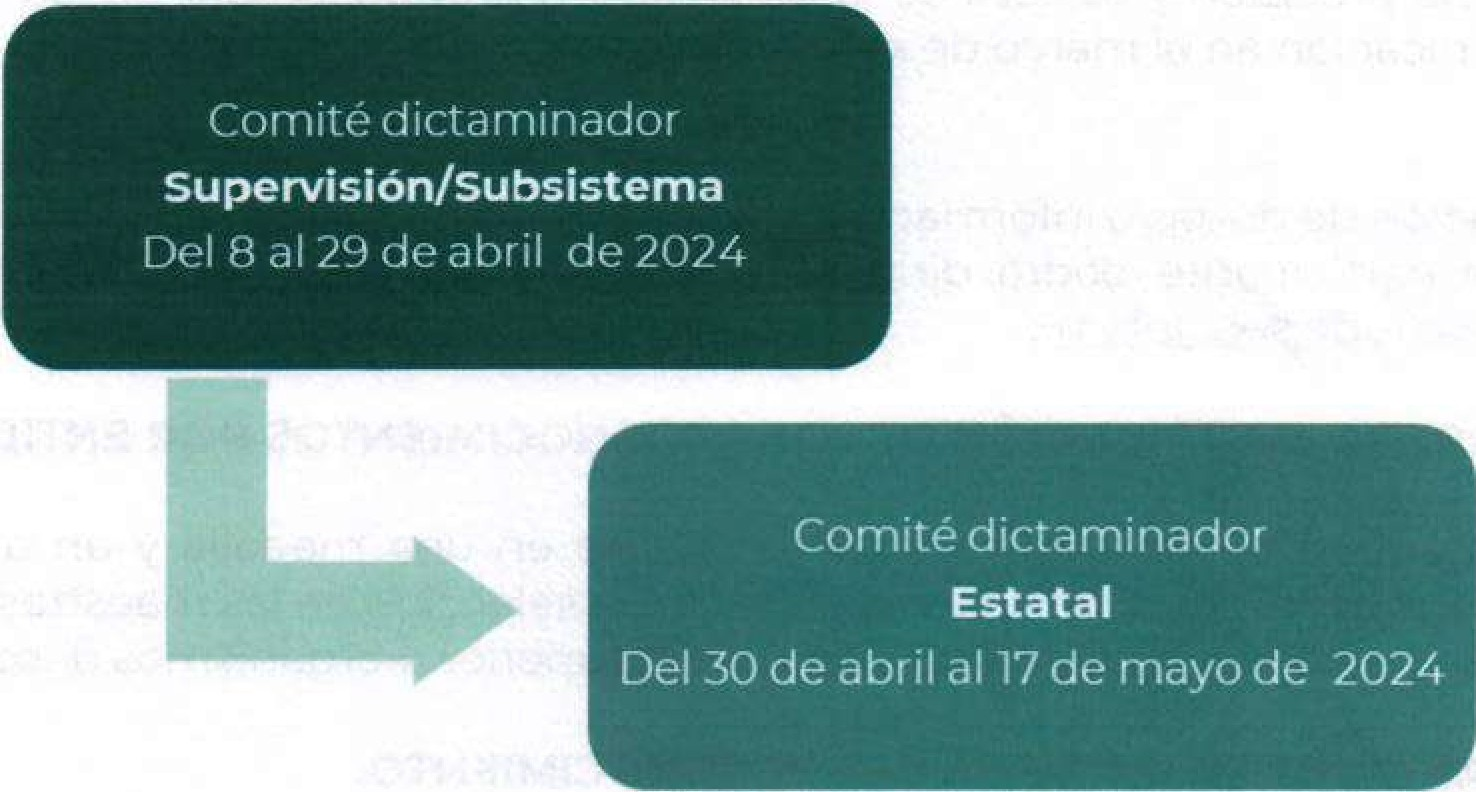 Comité dictaminador
Supervisión/Subsistema
Del 8 al 29 de abril de 2024
Comité dictaminador
Estatal
Del 30 de abril al 17 de mayo de 2024